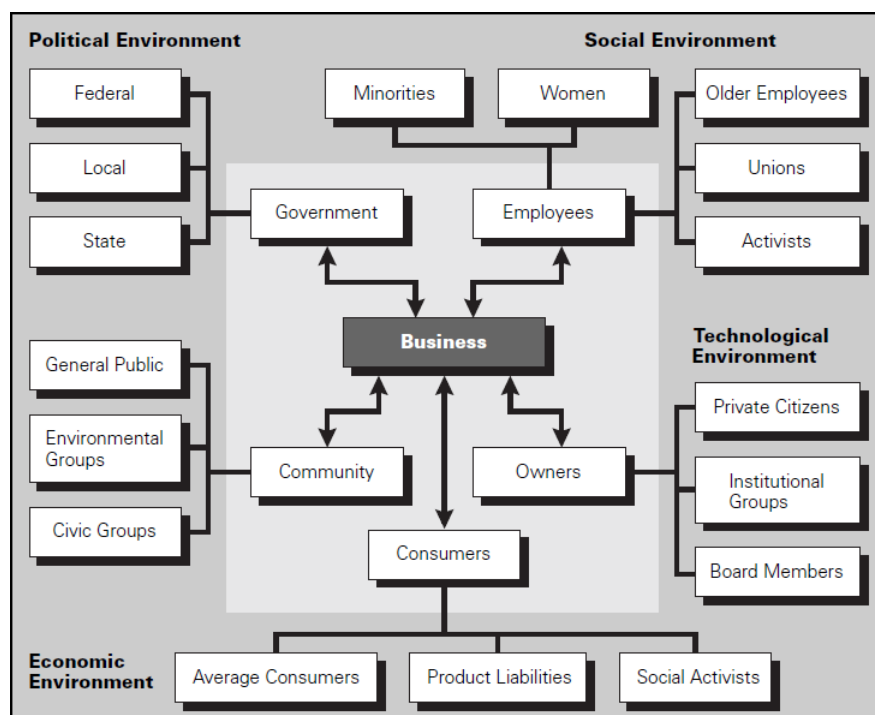 Political Environment
Social Environment
Federal
Minorities
Women
Older Employees
Local
Unions
State
Government
Employees
Activists
Business
Technological
Environment
General Public
Private Citizens
Environmental
Groups
Community
Owners
Institutional
Groups
Civic Groups
Consumers
Board Members
Economic
Environment
Average Consumers
Product Liabilities
Social Activists